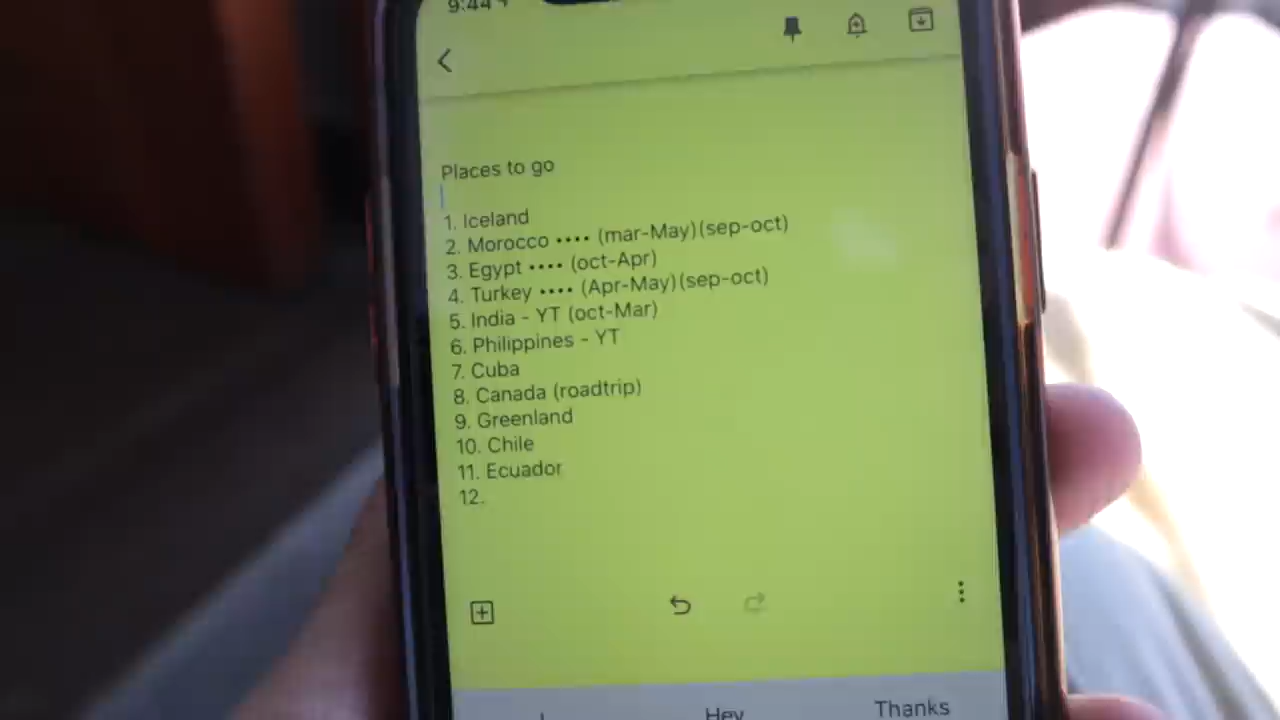 9:44
Places to go
1. Iceland
2. Morocco •••• (mar-May)(sep-oct)
3. Egypt •••• (oct-Apr)
4. Turkey •••• (Apr-May)(sep-oct)
5. India - YT (oct-Mar)
6. Philippines - YT
7. Cuba
8. Canada (roadtrip)
9. Greenland
10. Chile
11. Ecuador
12.
Hey Thanks